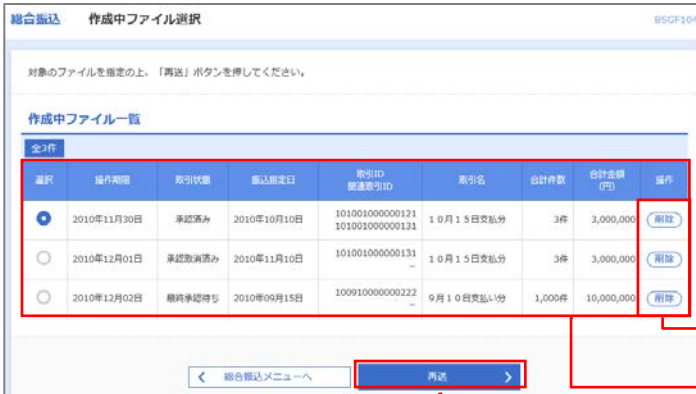 総合振込 作成中ファイル選択 BSGF104
対象のファイルを指定の上、「再送」ボタンを押してください。
作成中ファイル一覧
全3件
選択 操作期限 取引状態 振込指定日 取引ID 関連取引ID 取引名 合計件数 合計金額(円) 操作
2010年11月30日 承認済み 2010年10月10日 101001000000121 101001000000131 10月15日支払分 3件 3,000,000 削除
2010年12月01日 承認取消済み 2010年11月10日 101001000000131 − 10月15日支払分 3件 3,000,000 削除
2010年12月02日 最終承認待ち 2010年09月15日 100910000000222 − 9月10日支払い分 1,000件 10,000,000 削除
総合振込メニューへ 再送